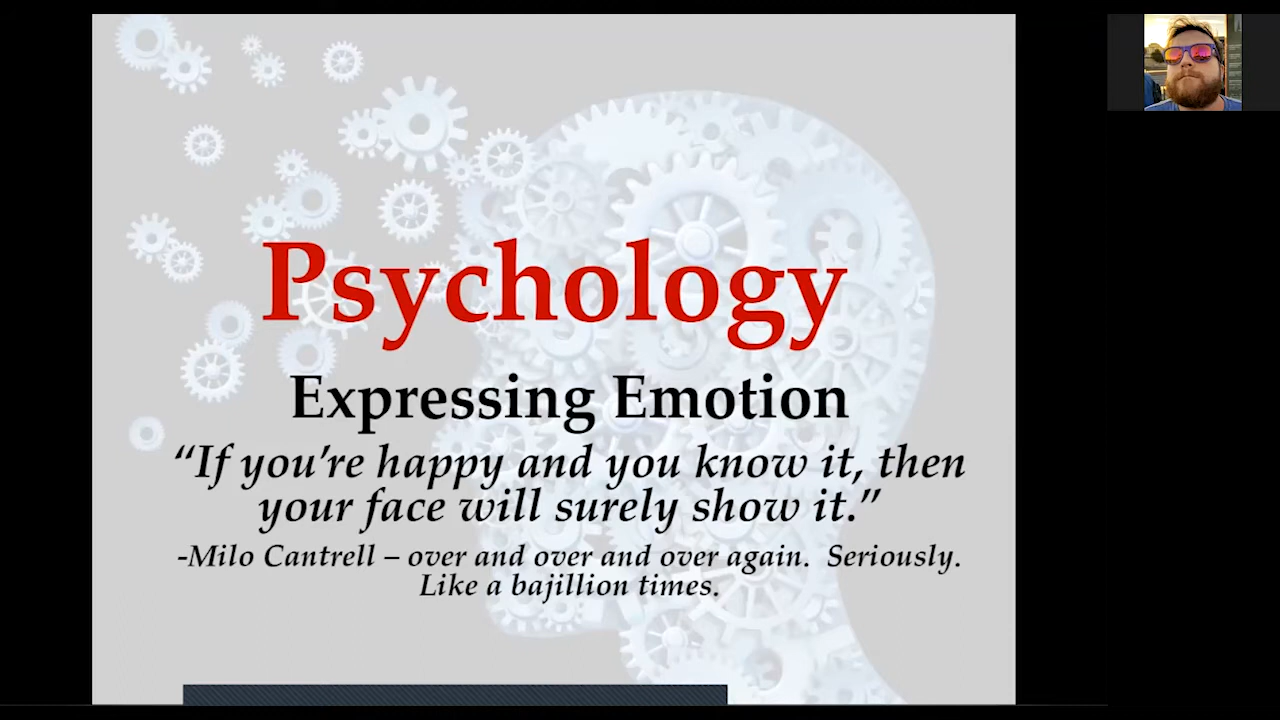 Psychology
Expressing Emotion
“If you’re happy and you know it, then
your face will surely show it.”
-Milo Cantrell – over and over and over again.  Seriously.
Like a bajillion times.